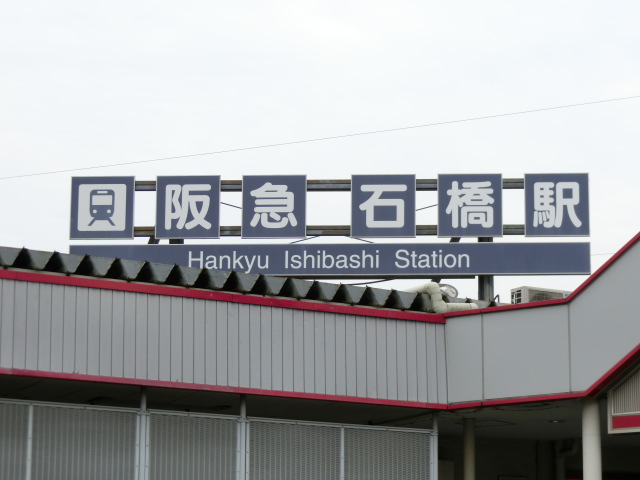 阪急石橋駅
Hankyu Ishibashi Station